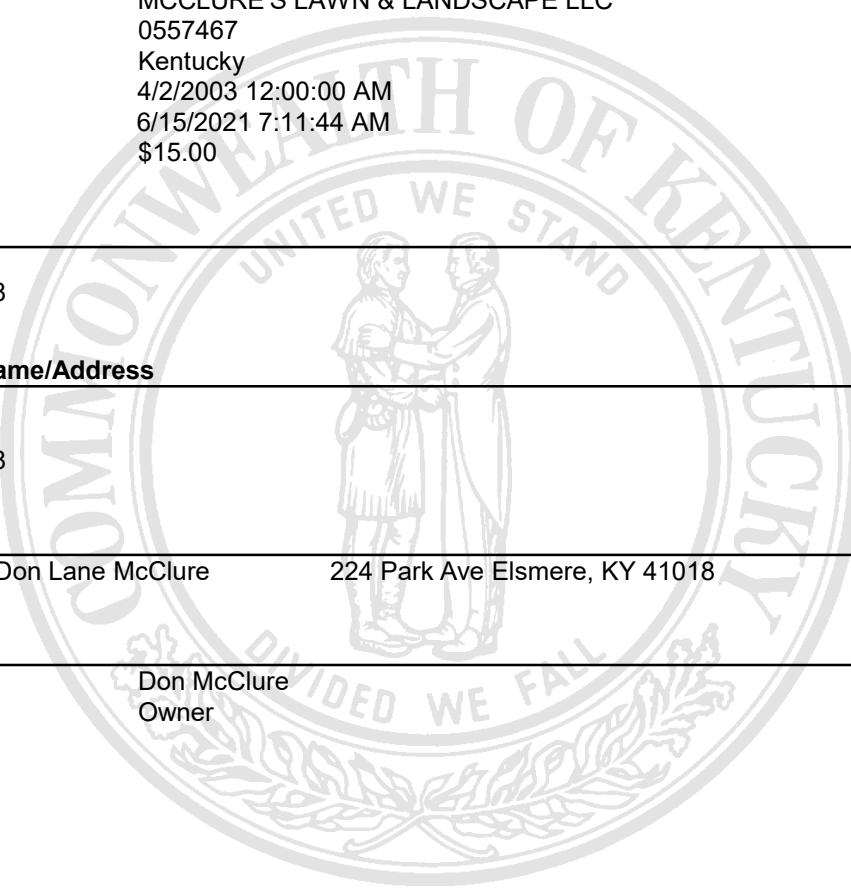 MCCLURE'S LAWN & LANDSCAPE LLC
0557467
Kentucky
4/2/2003 12:00:00 AM
6/15/2021 7:11:44 AM
$15.00
COMMONWEALTH OF KENTUCKY
UNITED WE STAND
3
ame/Address
3
Don Lane McClure 224 Park Ave Elsmere, KY 41018
DIVIDED WE FALL
Don McClure
Owner